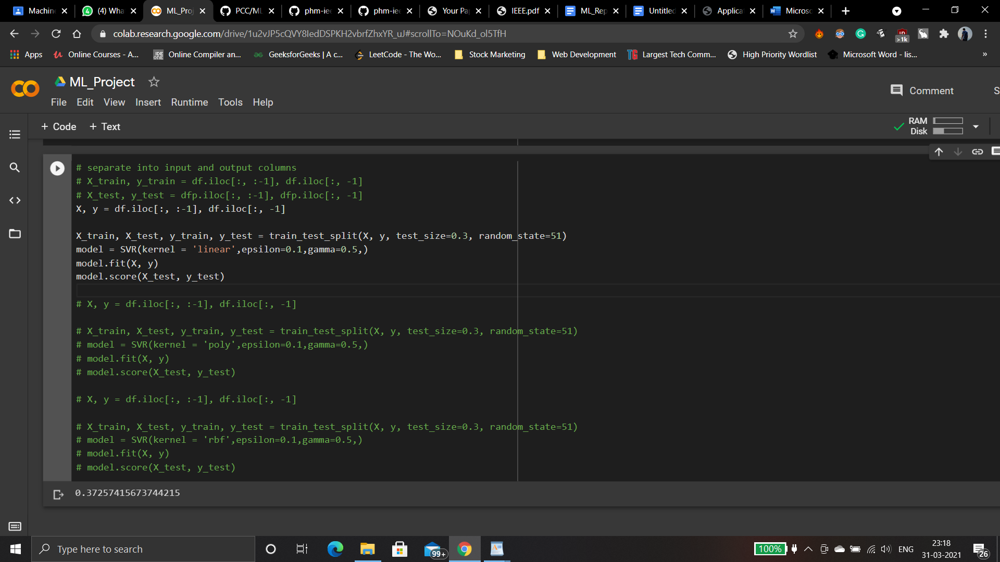 Machin
(4) Wha
ML_Proj
PCC/ML
phm-iee
phm-iee
Your Pa
IEEE.pdf
ML_Rep
Untitled
Applica
Microso
colab.research.google.com/drive/1u2vJP5cQVY8IedDSPKH2vbrfZhxYR_uJ#scrollTo=NOuKd_oI5TfH
>1k
Apps
Online Courses - A...
Online Compiler an...
GeeksforGeeks | A c...
LeetCode - The Wo...
Stock Marketing
Web Development
Largest Tech Comm...
High Priority Wordlist
Microsoft Word - lis...
»
ML_Project
File Edit View Insert Runtime Tools Help
Comment
S
+ Code + Text
RAM
Disk
# separate into input and output columns
# X_train, y_train = df.iloc[:, :-1], df.iloc[:, -1]
# X_test, y_test = dfp.iloc[:, :-1], dfp.iloc[:, -1]
X, y = df.iloc[:, :-1], df.iloc[:, -1]
X_train, X_test, y_train, y_test = train_test_split(X, y, test_size=0.3, random_state=51)
model = SVR(kernel = 'linear',epsilon=0.1,gamma=0.5,)
model.fit(X, y)
model.score(X_test, y_test)
# X, y = df.iloc[:, :-1], df.iloc[:, -1]
# X_train, X_test, y_train, y_test = train_test_split(X, y, test_size=0.3, random_state=51)
# model = SVR(kernel = 'poly',epsilon=0.1,gamma=0.5,)
# model.fit(X, y)
# model.score(X_test, y_test)
# X, y = df.iloc[:, :-1], df.iloc[:, -1]
# X_train, X_test, y_train, y_test = train_test_split(X, y, test_size=0.3, random_state=51)
# model = SVR(kernel = 'rbf',epsilon=0.1,gamma=0.5,)
# model.fit(X, y)
# model.score(X_test, y_test)
0.37257415673744215
Type here to search
99+
100%
ENG
23:18
31-03-2021
26